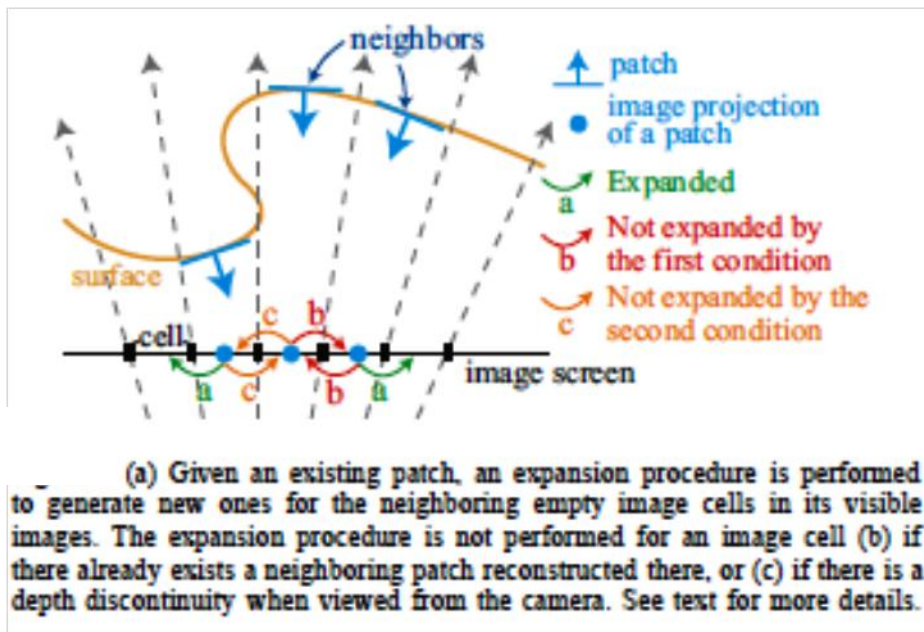 neighbors
patch
image projection
of a patch
Expanded
a
Not expanded by
the first condition
b
Not expanded by the
second condition
c
surface
c b
cell
a c b a
image screen
(a) Given an existing patch, an expansion procedure is performed
to generate new ones for the neighboring empty image cells in its visible
images. The expansion procedure is not performed for an image cell (b) if
there already exists a neighboring patch reconstructed there, or (c) if there is a
depth discontinuity when viewed from the camera. See text for more details.